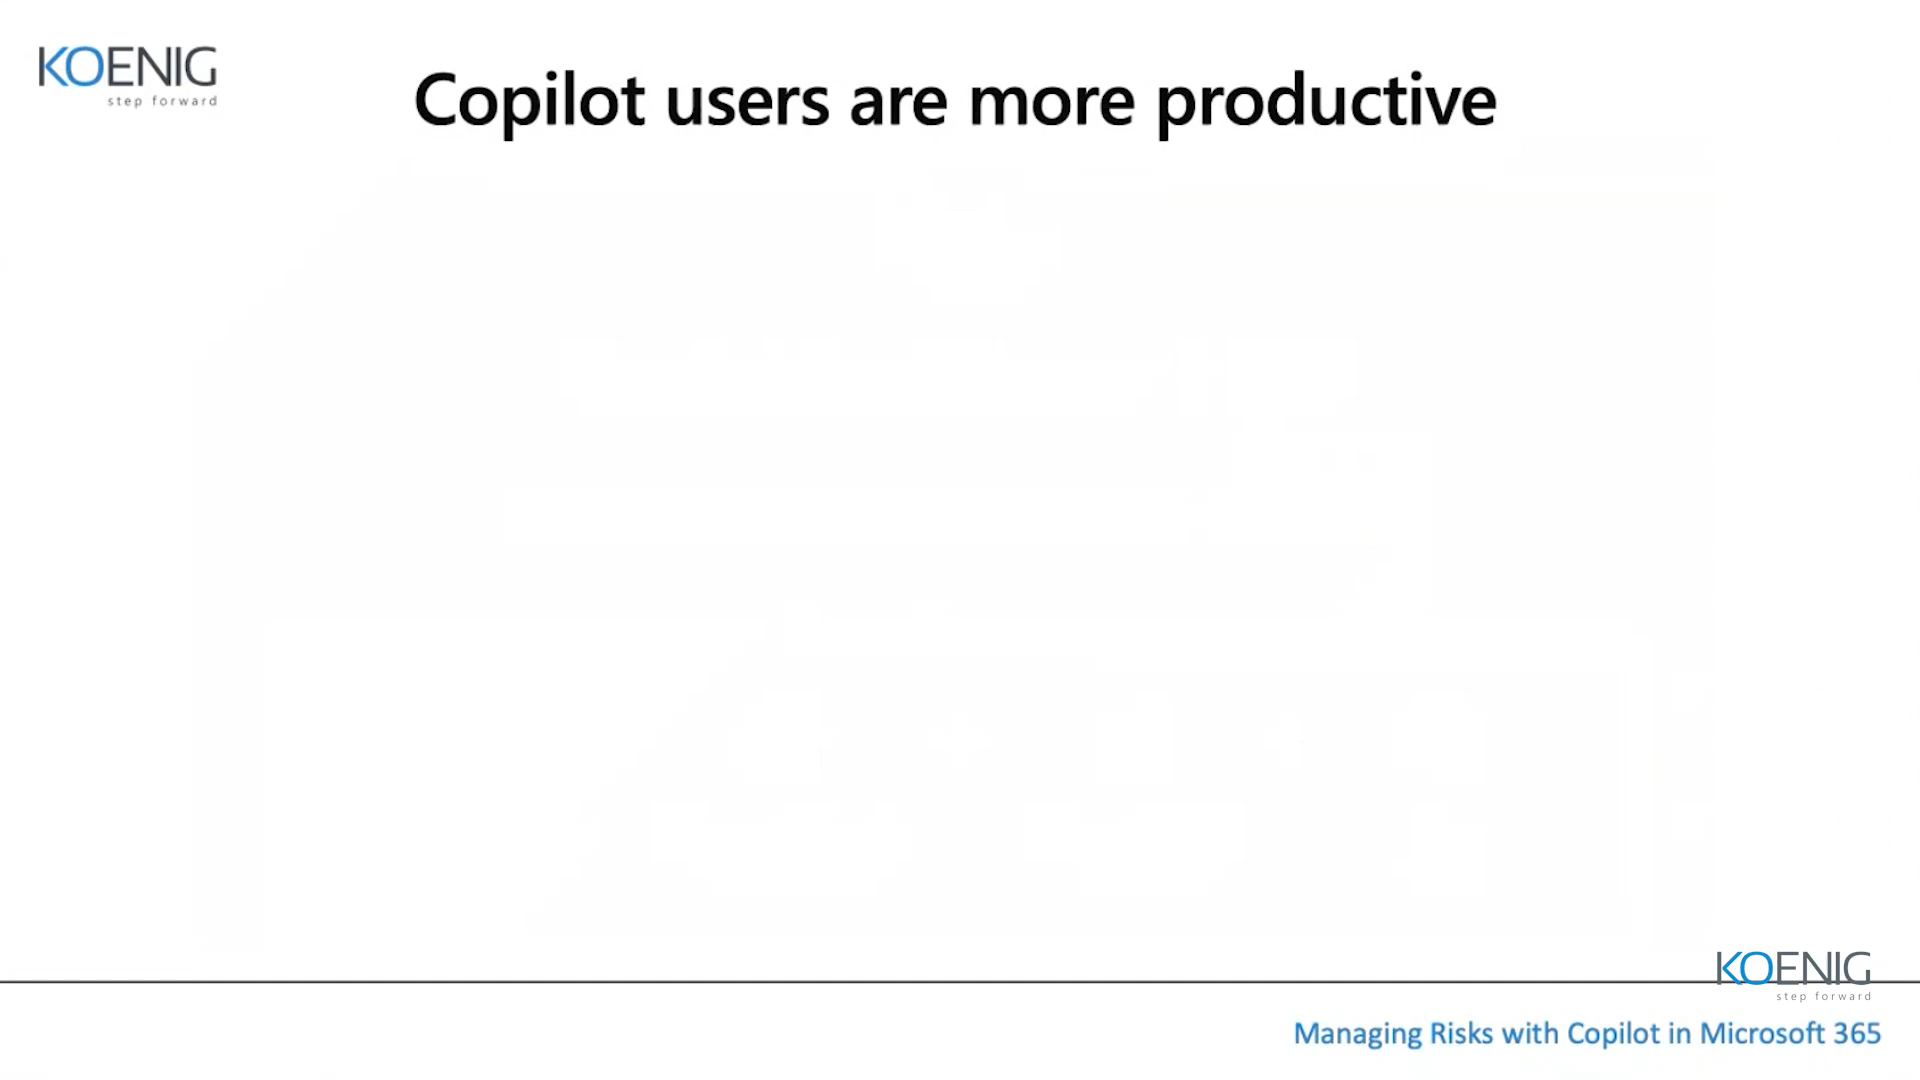 KOENIG
step forward
Copilot users are more productive
KOENIG
step forward
Managing Risks with Copilot in Microsoft 365